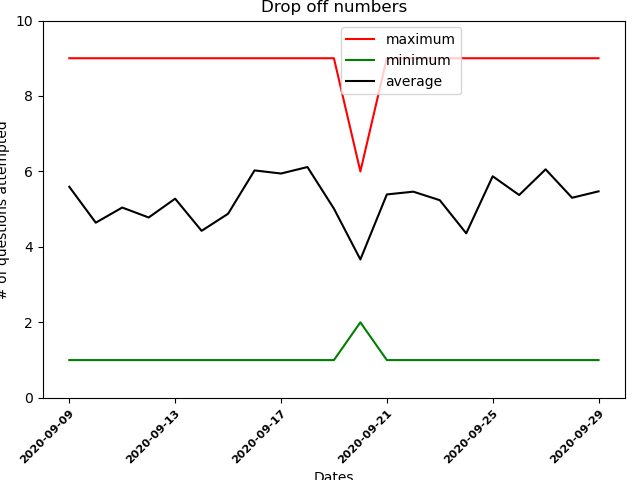 Drop off numbers
maximum
minimum
average
# of questions attempted
10
8
6
4
2
0
2020-09-09
2020-09-13
2020-09-17
2020-09-21
2020-09-25
2020-09-29
Dates